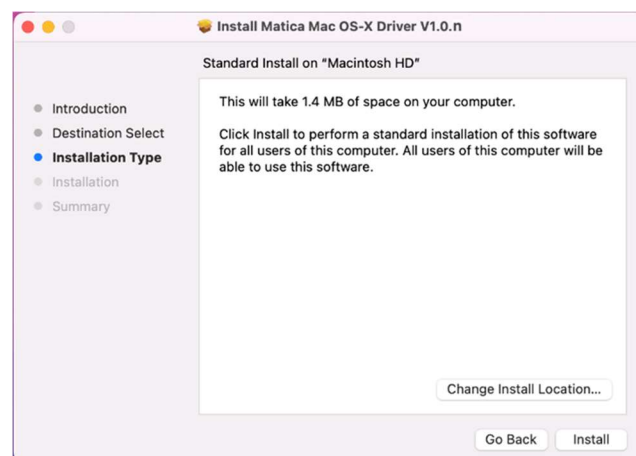 Install Matica Mac OS-X Driver V1.0.n
Standard Install on "Macintosh HD"
Introduction
Destination Select
Installation Type
Installation
Summary
This will take 1.4 MB of space on your computer.
Click Install to perform a standard installation of this software
for all users of this computer. All users of this computer will be
able to use this software.
Change Install Location...
Go Back
Install